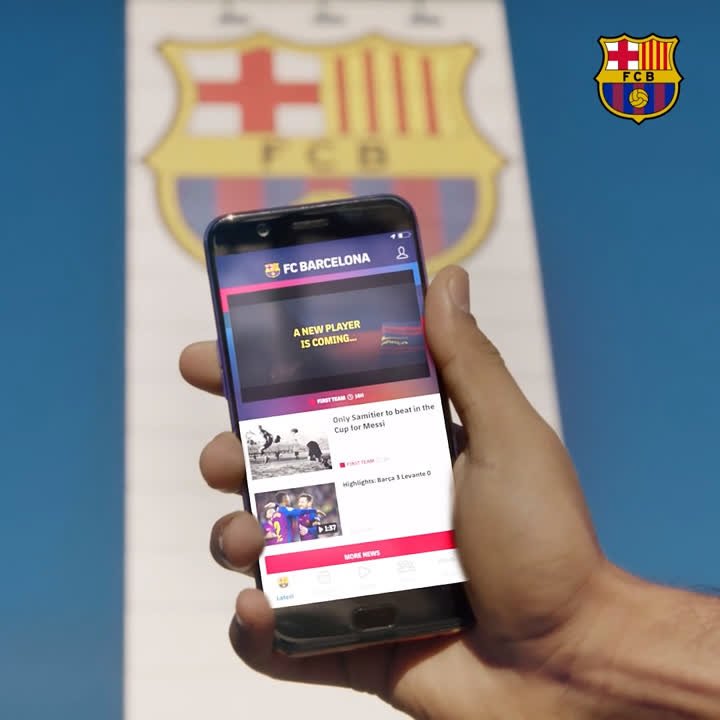 FCB
FCB
FC BARCELONA
A NEW PLAYER
IS COMING...
FIRST TEAM
Only Samitier to beat in the
Cup for Messi
FIRST TEAM
Highlights: Barça 3 Levante 0
1:37
MORE NEWS
Latest